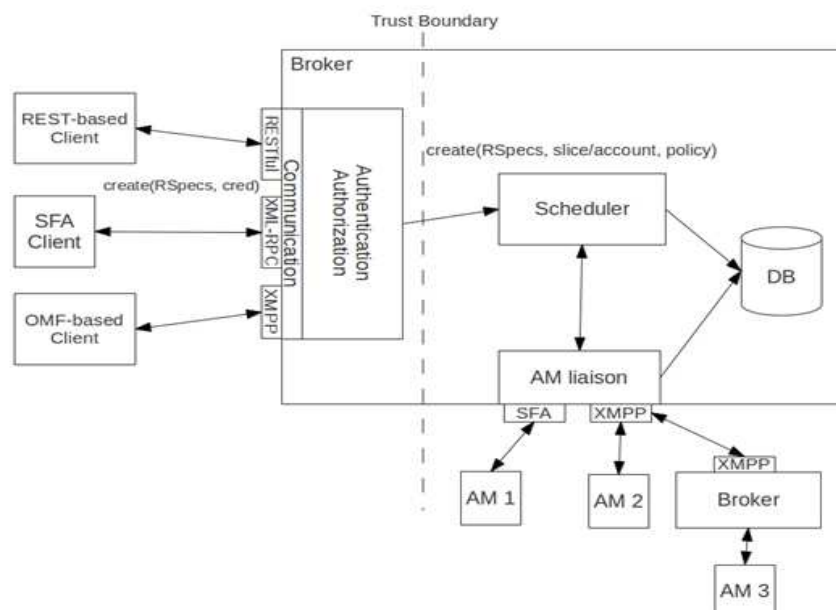 Trust Boundary
Broker
REST-based
Client
RESTful
create(RSpecs, slice/account, policy)
create(RSpecs, cred)
Communication
Authentication
Authorization
SFA
Client
XML-RPC
Scheduler
DB
OMF-based
Client
XMPP
AM liaison
SFA
XMPP
XMPP
AM 1
AM 2
Broker
AM 3